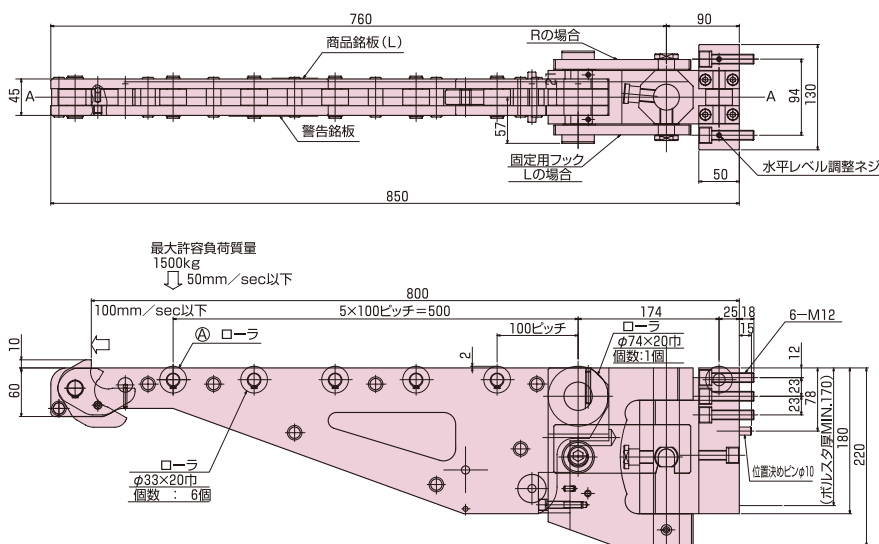 760
90
商品銘板(L)
Rの場合
45
A
A
94
130
57
警告銘板
固定用フック
Lの場合
50
水平レベル調整ネジ
850
最大許容負荷質量
1500kg
50mm/sec以下
800
100mm/sec以下
5×100ピッチ=500
174
25
18
15
6-M12
Ⓐ ローラ
100ピッチ
ローラ
φ74×20巾
個数:1個
10
60
2
12
23
23
78
(ボルスタ厚MIN.170)
180
220
ローラ
φ33×20巾
個数 : 6個
位置決めピンφ10